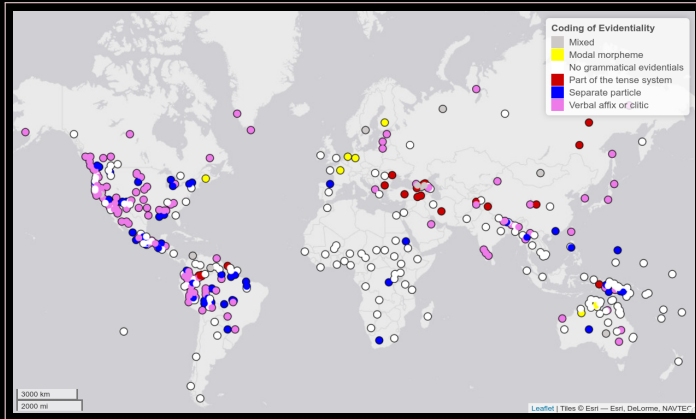 Coding of Evidentiality
Mixed
Modal morpheme
No grammatical evidentials
Part of the tense system
Separate particle
Verbal affix or clitic
3000 km
2000 mi
Leaflet | Tiles © Esri — Esri, DeLorme, NAVTEQ